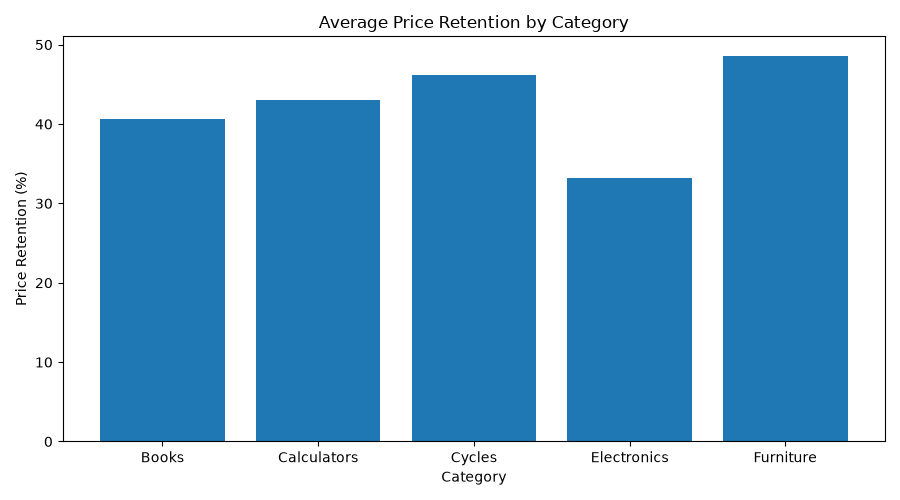 Average Price Retention by Category
Price Retention (%)
50
40
30
20
10
0
Books Calculators Cycles Electronics Furniture
Category